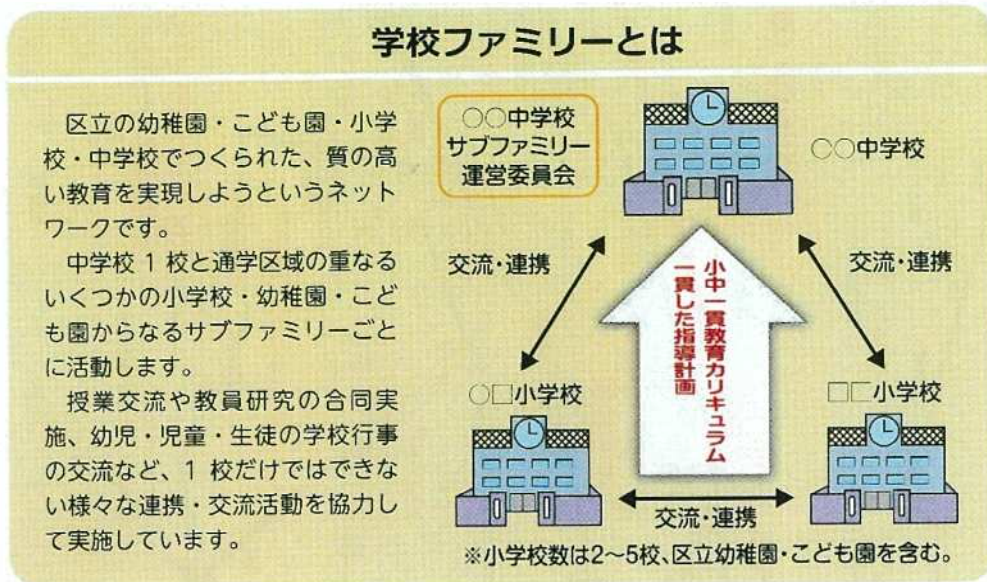 学校ファミリーとは
区立の幼稚園・こども園・小学
校・中学校でつくられた、質の高
い教育を実現しようというネット
ワークです。
中学校 1 校と通学区域の重なる
いくつかの小学校・幼稚園・こど
も園からなるサブファミリーごと
に活動します。
授業交流や教員研究の合同実
施、幼児・児童・生徒の学校行事
の交流など、1 校だけではできな
い様々な連携・交流活動を協力し
て実施しています。
○○中学校
サブファミリー
運営委員会
○○中学校
交流・連携
交流・連携
小中一貫教育カリキュラム
一貫した指導計画
○□小学校
□□小学校
交流・連携
※小学校数は2〜5校、区立幼稚園・こども園を含む。